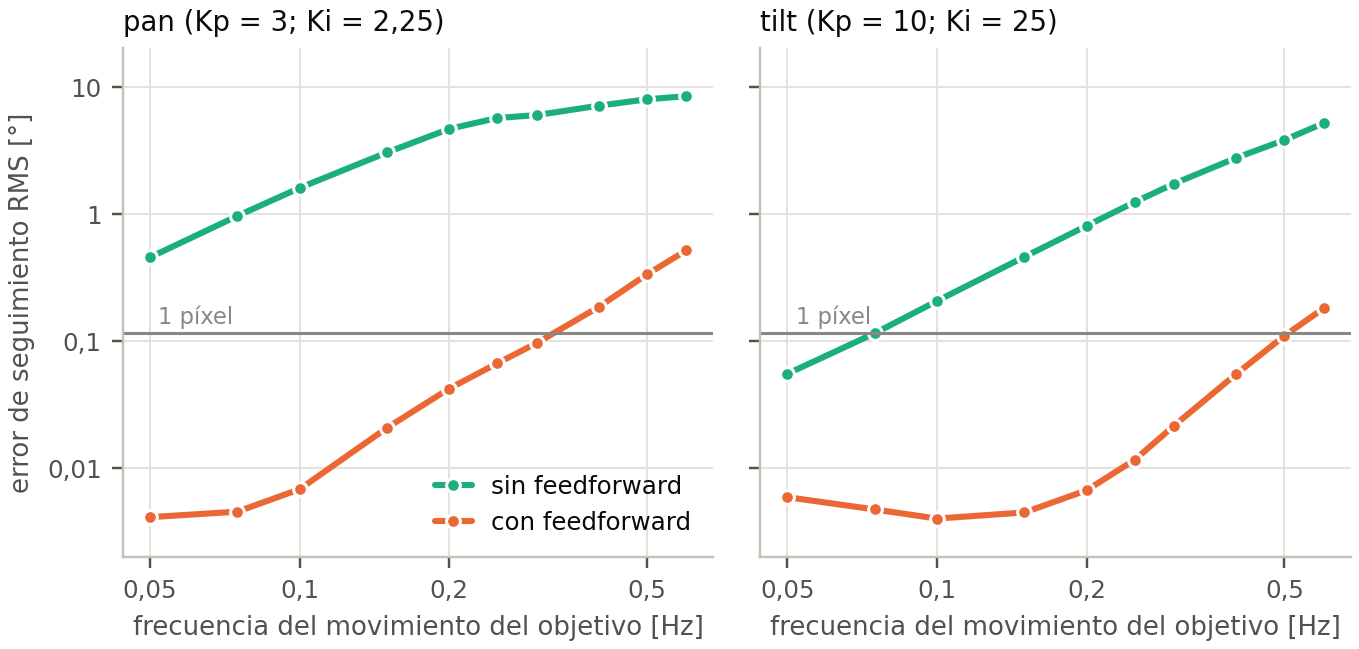 pan (Kp = 3; Ki = 2,25)
tilt (Kp = 10; Ki = 25)
error de seguimiento RMS [°]
10
1
0,1
0,01
1 píxel
1 píxel
sin feedforward
con feedforward
0,05 0,1 0,2 0,5
0,05 0,1 0,2 0,5
frecuencia del movimiento del objetivo [Hz]
frecuencia del movimiento del objetivo [Hz]